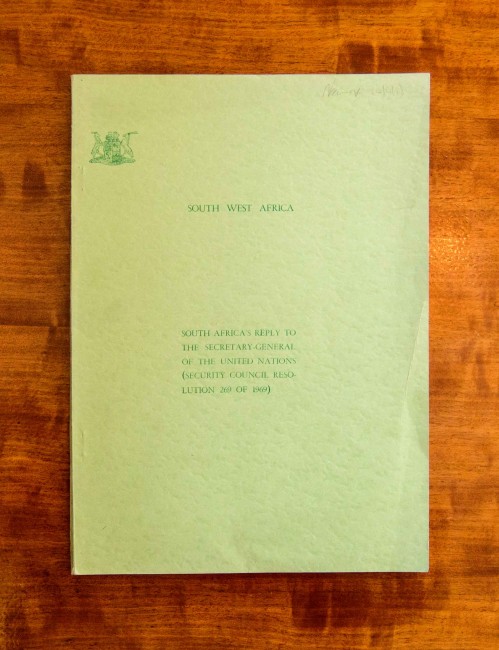 SOUTH WEST AFRICA
SOUTH AFRICA'S REPLY TO
THE SECRETARY-GENERAL
OF THE UNITED NATIONS
(SECURITY COUNCIL RESO-
LUTION 269 OF 1969)